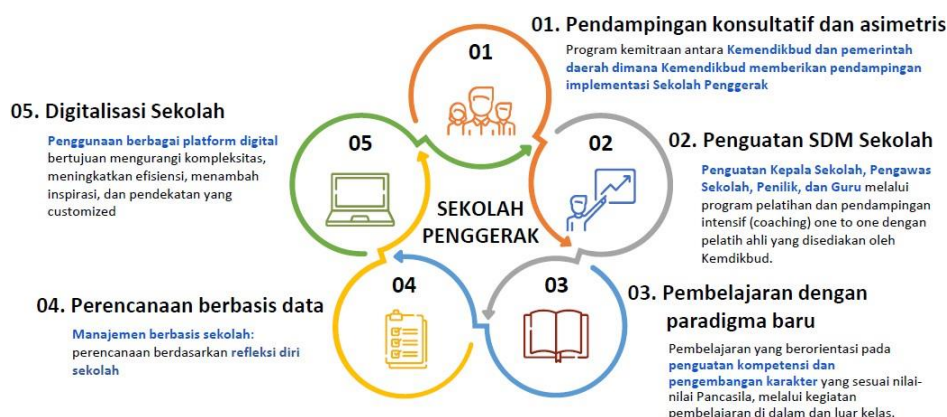 01. Pendampingan konsultatif dan asimetris
Program kemitraan antara Kemendikbud dan pemerintah
daerah dimana Kemendikbud memberikan pendampingan
implementasi Sekolah Penggerak
02. Penguatan SDM Sekolah
Penguatan Kepala Sekolah, Pengawas
Sekolah, Penilik, dan Guru melalui
program pelatihan dan pendampingan
intensif (coaching) one to one dengan
pelatih ahli yang disediakan oleh
Kemdikbud.
03. Pembelajaran dengan
paradigma baru
Pembelajaran yang berorientasi pada
penguatan kompetensi dan
pengembangan karakter yang sesuai nilai-
nilai Pancasila, melalui kegiatan
pembelajaran di dalam dan luar kelas.
04. Perencanaan berbasis data
Manajemen berbasis sekolah:
perencanaan berdasarkan refleksi diri
sekolah
05. Digitalisasi Sekolah
Penggunaan berbagai platform digital
bertujuan mengurangi kompleksitas,
meningkatkan efisiensi, menambah
inspirasi, dan pendekatan yang
customized
SEKOLAH
PENGGERAK
01
02
03
04
05